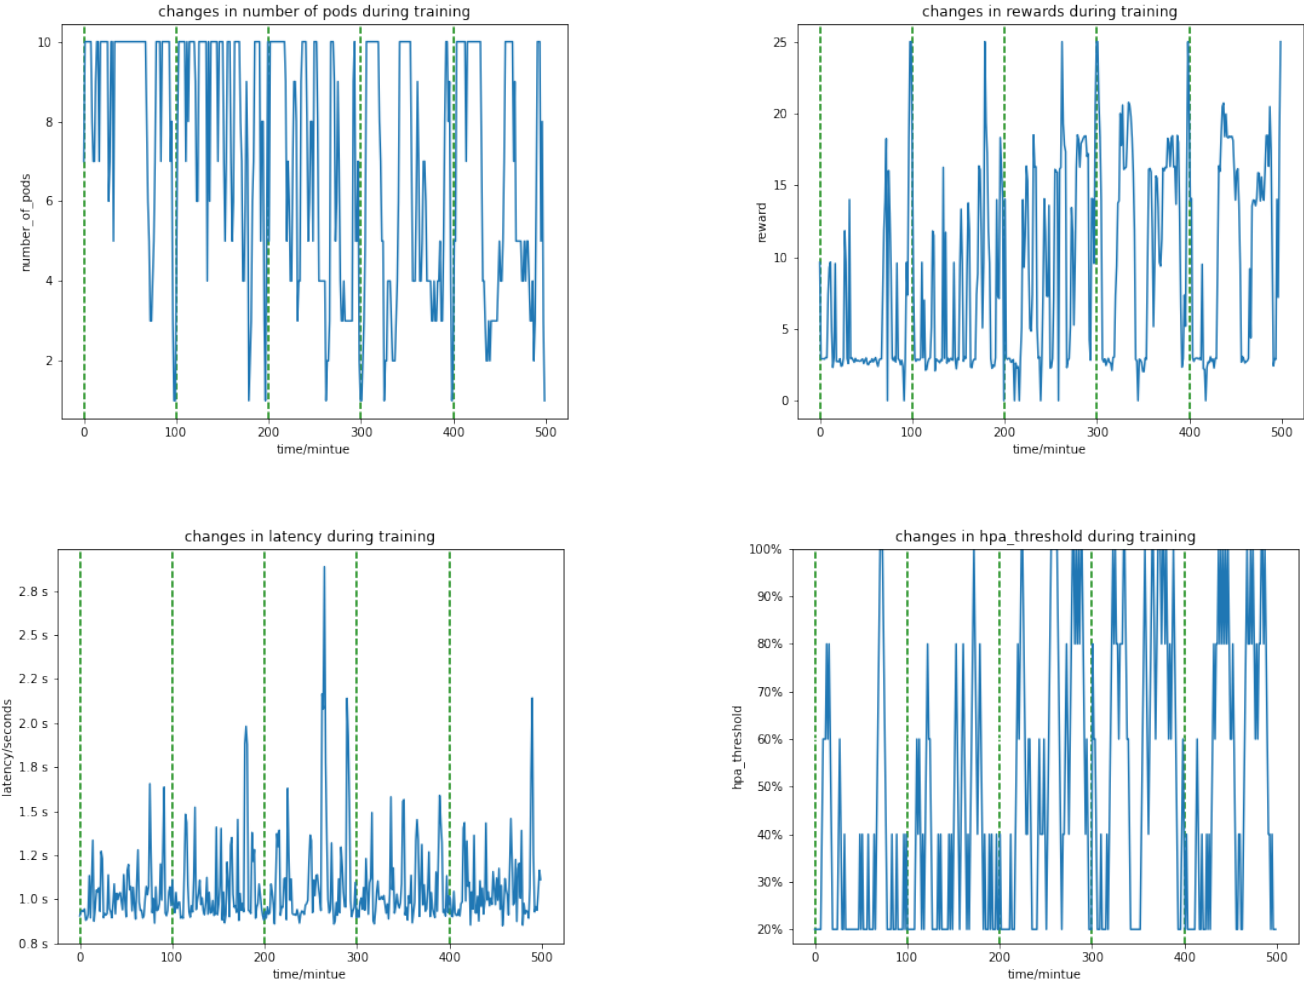 changes in number of pods during training
10
8
6
4
2
number_of_pods
0 100 200 300 400 500
time/mintue
changes in rewards during training
25
20
15
10
5
0
reward
0 100 200 300 400 500
time/mintue
changes in latency during training
2.8 s
2.5 s
2.2 s
2.0 s
1.8 s
1.5 s
1.2 s
1.0 s
0.8 s
latency/seconds
0 100 200 300 400 500
time/mintue
changes in hpa_threshold during training
100%
90%
80%
70%
60%
50%
40%
30%
20%
hpa_threshold
0 100 200 300 400 500
time/mintue